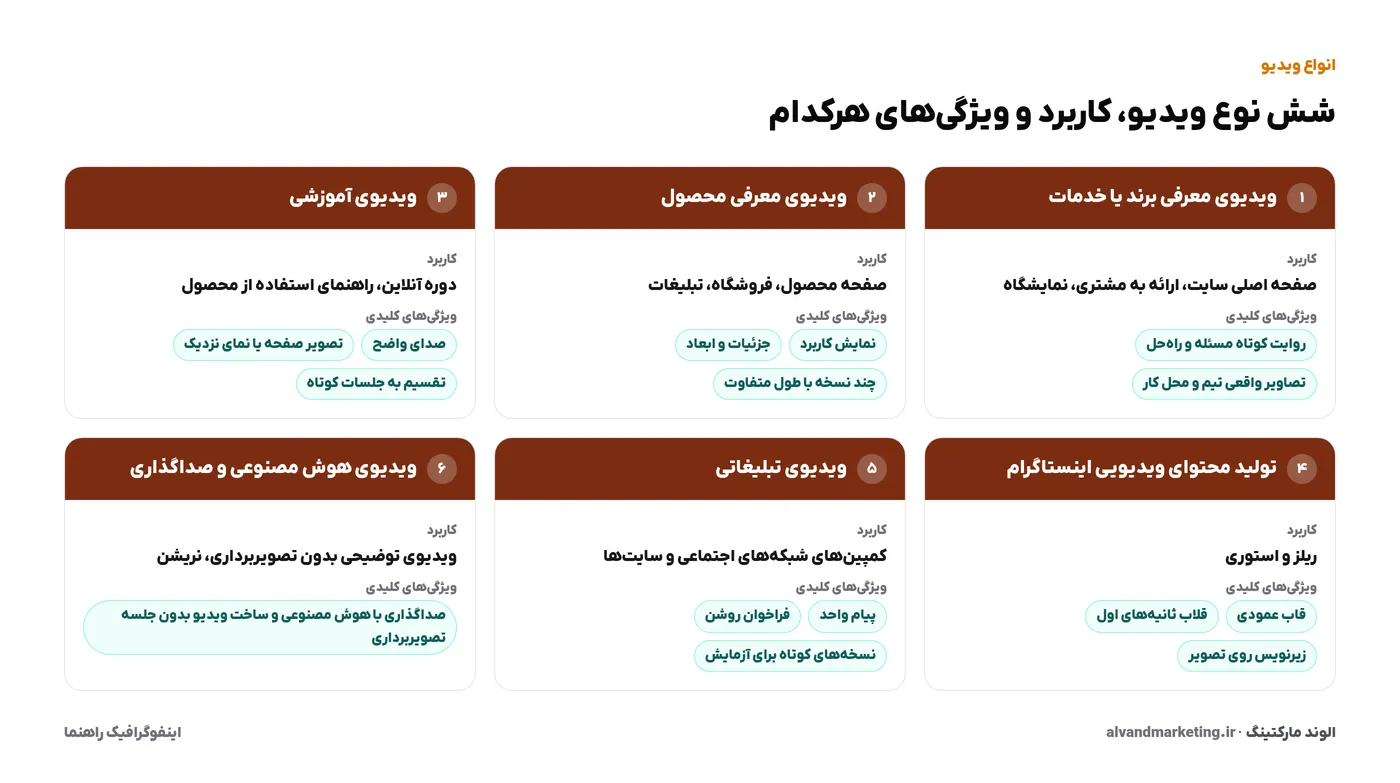 انواع ویدیو
شش نوع ویدیو، کاربرد و ویژگی‌های هرکدام
۱ ویدیوی معرفی برند یا خدمات
کاربرد
صفحه اصلی سایت، ارائه به مشتری، نمایشگاه
ویژگی‌های کلیدی
روایت کوتاه مسئله و راه‌حل
تصاویر واقعی تیم و محل کار
۲ ویدیوی معرفی محصول
کاربرد
صفحه محصول، فروشگاه، تبلیغات
ویژگی‌های کلیدی
نمایش کاربرد جزئیات و ابعاد
چند نسخه با طول متفاوت
۳ ویدیوی آموزشی
کاربرد
دوره آنلاین، راهنمای استفاده از محصول
ویژگی‌های کلیدی
صدای واضح تصویر صفحه یا نمای نزدیک
تقسیم به جلسات کوتاه
۴ تولید محتوای ویدیویی اینستاگرام
کاربرد
ریلز و استوری
ویژگی‌های کلیدی
قاب عمودی قلاب ثانیه‌های اول
زیرنویس روی تصویر
۵ ویدیوی تبلیغاتی
کاربرد
کمپین‌های شبکه‌های اجتماعی و سایت‌ها
ویژگی‌های کلیدی
پیام واحد فراخوان روشن
نسخه‌های کوتاه برای آزمایش
۶ ویدیوی هوش مصنوعی و صداگذاری
کاربرد
ویدیوی توضیحی بدون تصویربرداری، نریشن
ویژگی‌های کلیدی
صداگذاری با هوش مصنوعی و ساخت ویدیو بدون جلسه
تصویربرداری
الوند مارکتینگ · alvandmarketing.ir
اینفوگرافیک راهنما